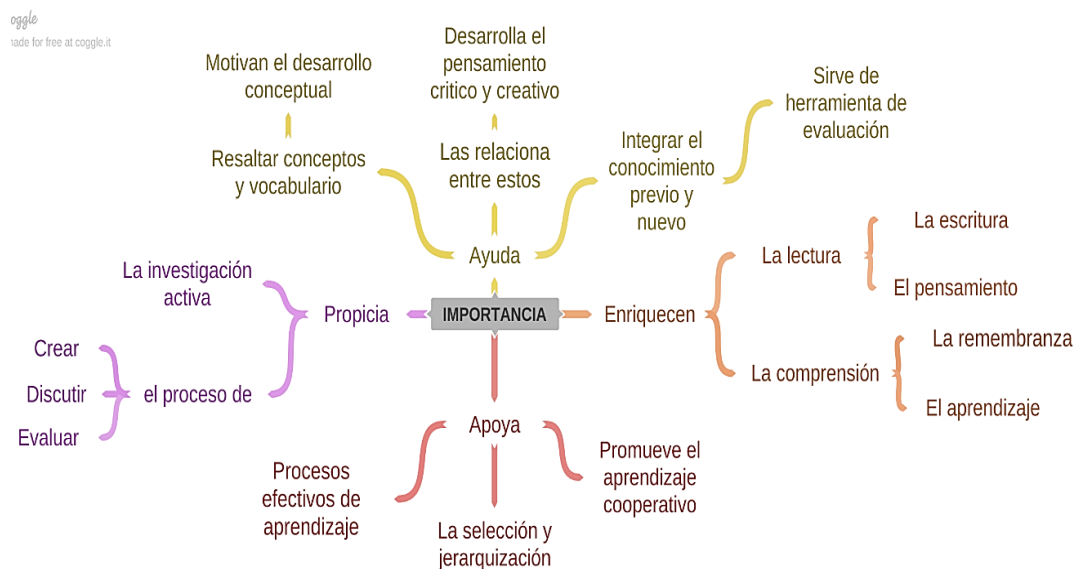 oggle
made for free at coggle.it
Motivan el desarrollo
conceptual
Desarrolla el
pensamiento
critico y creativo
Sirve de
herramienta de
evaluación
Resaltar conceptos
y vocabulario
Las relaciona
entre estos
Integrar el
conocimiento
previo y
nuevo
Ayuda
La investigación
activa
Propicia
IMPORTANCIA
Enriquecen
La lectura
La escritura
El pensamiento
La comprensión
La remembranza
El aprendizaje
Crear
Discutir
Evaluar
el proceso de
Apoya
Procesos
efectivos de
aprendizaje
La selección y
jerarquización
Promueve el
aprendizaje
cooperativo